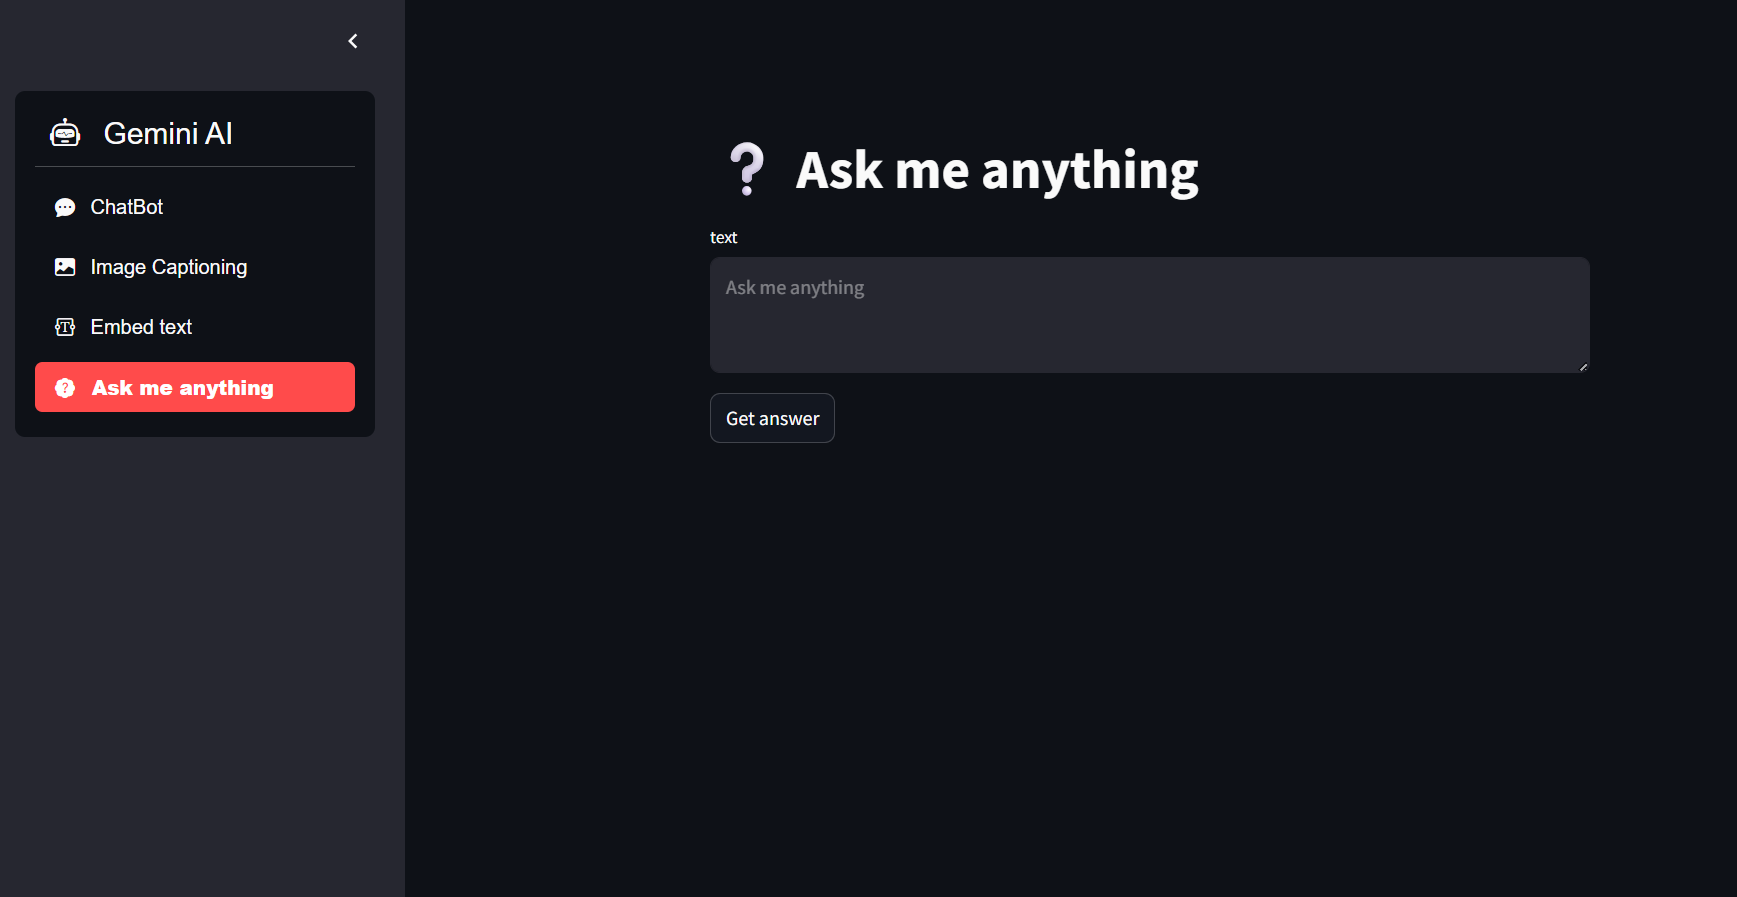 Gemini AI
ChatBot
Image Captioning
Embed text
Ask me anything
❔ Ask me anything
text
Ask me anything
Get answer